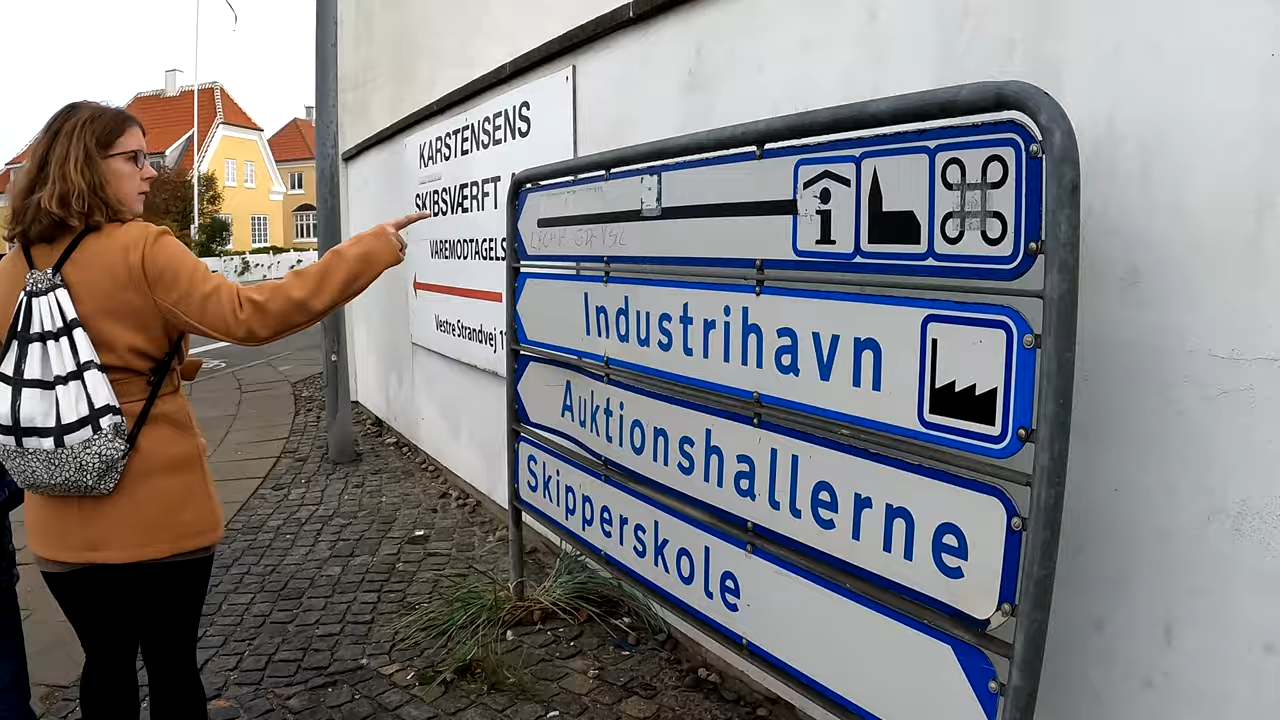 KARSTENSENS
SKIBSVÆRFT
VAREMODTAGELS
Vestre Strandvej
i
Industrihavn
Auktionshallerne
Skipperskole